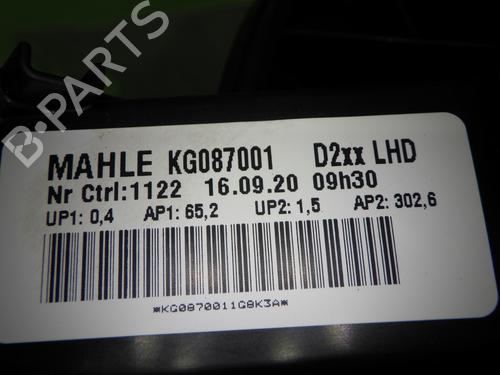 B-PARTS
MAHLE KG087001 D2xx LHD
Nr Ctrl:1122 16.09.20 09h30
UP1: 0,4 AP1: 65,2 UP2: 1,5 AP2: 302,6
*KG0870011G8K3A*